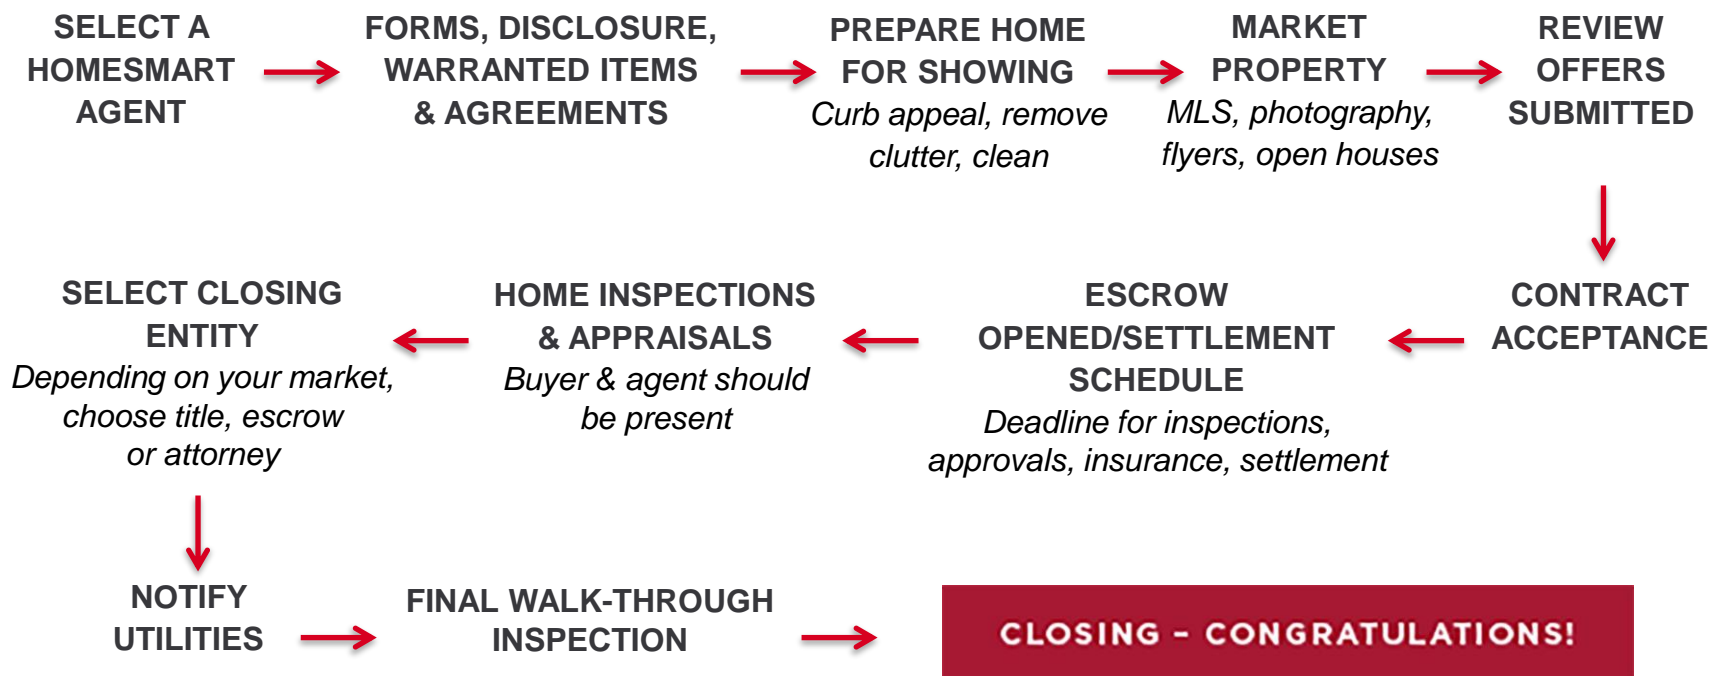 SELECT A
HOMESMART
AGENT
FORMS, DISCLOSURE,
WARRANTED ITEMS
& AGREEMENTS
PREPARE HOME
FOR SHOWING
Curb appeal, remove
clutter, clean
MARKET
PROPERTY
MLS, photography,
flyers, open houses
REVIEW
OFFERS
SUBMITTED
CONTRACT
ACCEPTANCE
ESCROW
OPENED/SETTLEMENT
SCHEDULE
Deadline for inspections,
approvals, insurance, settlement
HOME INSPECTIONS
& APPRAISALS
Buyer & agent should
be present
SELECT CLOSING
ENTITY
Depending on your market,
choose title, escrow
or attorney
NOTIFY
UTILITIES
FINAL WALK-THROUGH
INSPECTION
CLOSING – CONGRATULATIONS!